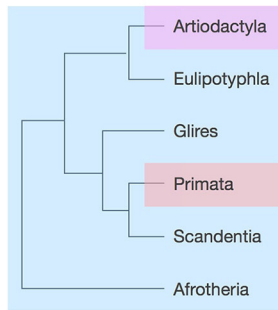 Artiodactyla
Eulipotyphla
Glires
Primata
Scandentia
Afrotheria